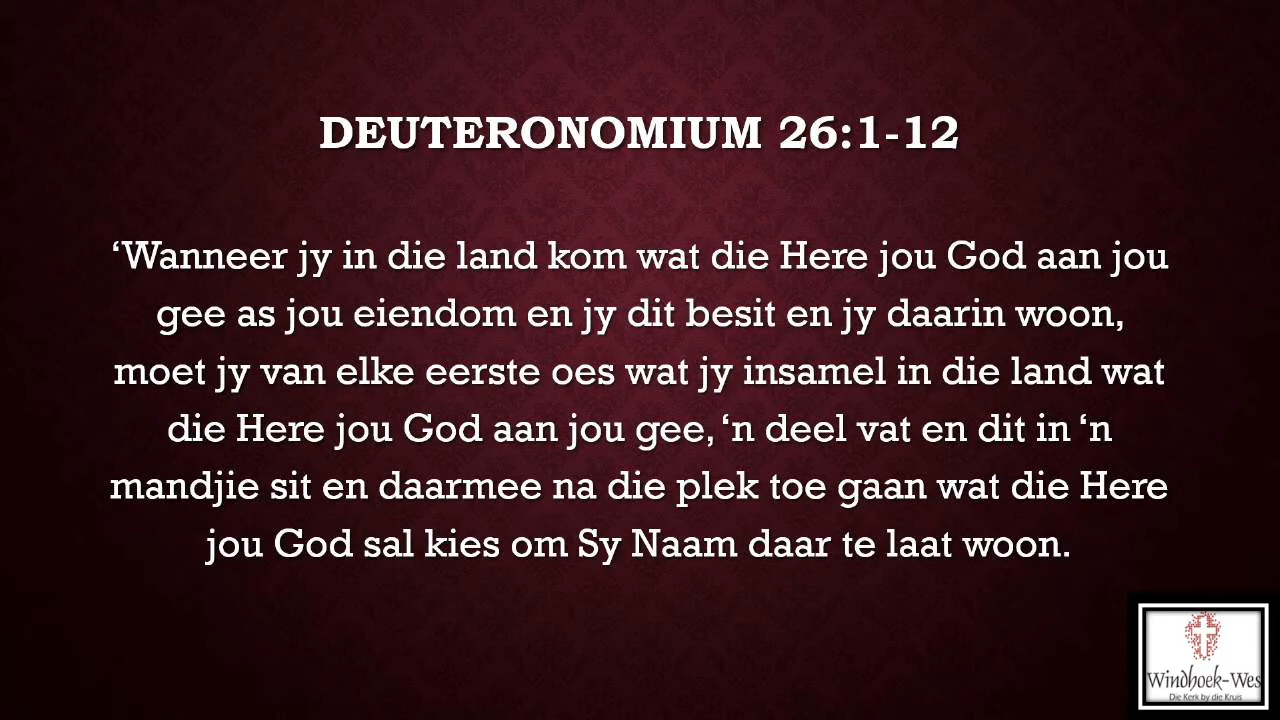 DEUTERONOMIUM 26:1-12
‘Wanneer jy in die land kom wat die Here jou God aan jou
gee as jou eiendom en jy dit besit en jy daarin woon,
moet jy van elke eerste oes wat jy insamel in die land wat
die Here jou God aan jou gee, ‘n deel vat en dit in ‘n
mandjie sit en daarmee na die plek toe gaan wat die Here
jou God sal kies om Sy Naam daar te laat woon.
Windhoek-Wes
Die Kerk by die Kruis